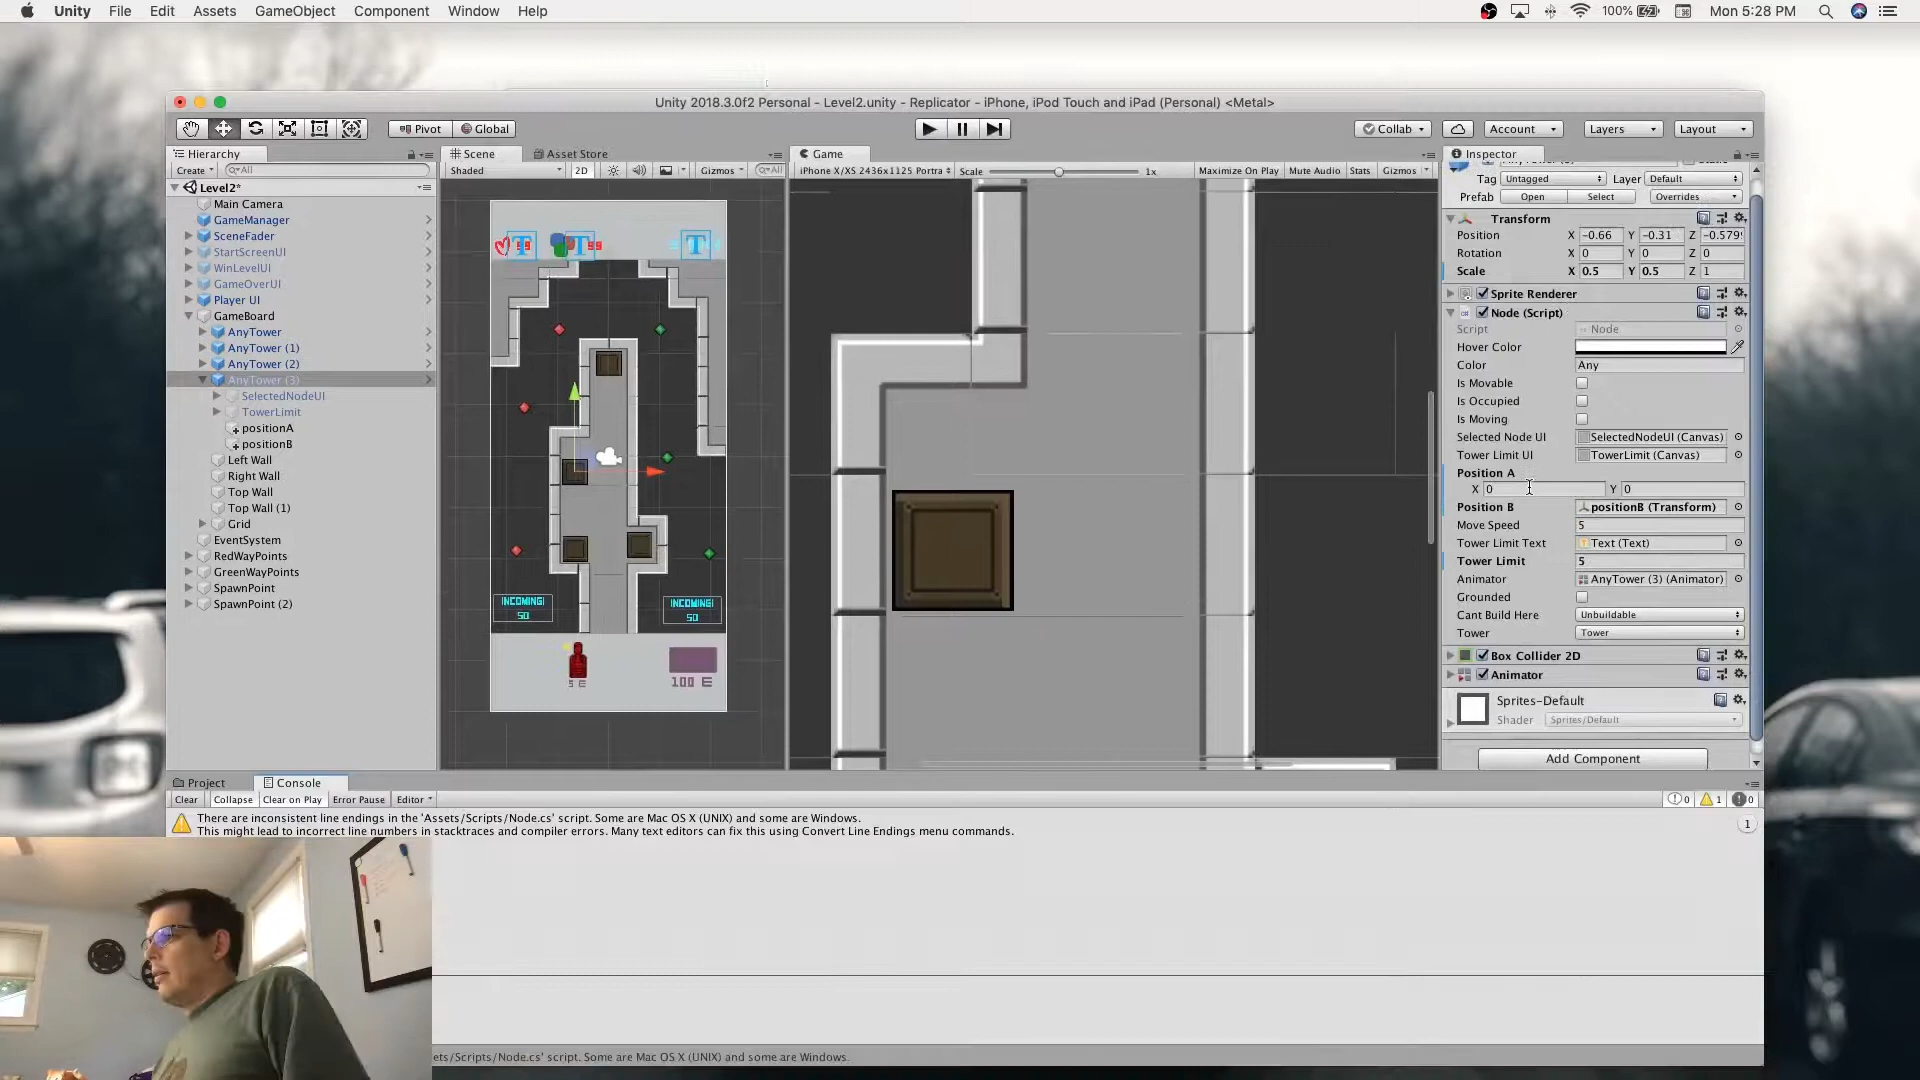 Unity File Edit Assets GameObject Component Window Help 100% Mon 5:28 PM
Unity 2018.3.0f2 Personal - Level2.unity - Replicator - iPhone, iPod Touch and iPad (Personal) <Metal>
Pivot Global Collab Account Layers Layout
Hierarchy Scene Asset Store Game Inspector
Create All Shaded 2D Gizmos All iPhone X/XS 2436x1125 Portra Scale 1x Maximize On Play Mute Audio Stats Gizmos
Tag Untagged Layer Default
Prefab Open Select Overrides
Level2*
Main Camera
GameManager
SceneFader
StartScreenUI
WinLevelUI
GameOverUI
Player UI
GameBoard
AnyTower
AnyTower (1)
AnyTower (2)
AnyTower (3)
SelectedNodeUI
TowerLimit
positionA
positionB
Left Wall
Right Wall
Top Wall
Top Wall (1)
Grid
EventSystem
RedWayPoints
GreenWayPoints
SpawnPoint
SpawnPoint (2)
T T T
INCOMING!
50
INCOMING!
50
5 E
100 E
Transform
Position X -0.66 Y -0.31 Z -0.579
Rotation X 0 Y 0 Z 0
Scale X 0.5 Y 0.5 Z 1
Sprite Renderer
Node (Script)
Script Node
Hover Color
Color Any
Is Movable
Is Occupied
Is Moving
Selected Node UI SelectedNodeUI (Canvas)
Tower Limit UI TowerLimit (Canvas)
Position A
X 0 Y 0
Position B positionB (Transform)
Move Speed 5
Tower Limit Text Text (Text)
Tower Limit 5
Animator AnyTower (3) (Animator)
Grounded
Cant Build Here Unbuildable
Tower Tower
Box Collider 2D
Animator
Sprites-Default
Shader Sprites/Default
Add Component
Project Console
Clear Collapse Clear on Play Error Pause Editor 0 1 0
There are inconsistent line endings in the 'Assets/Scripts/Node.cs' script. Some are Mac OS X (UNIX) and some are Windows.
This might lead to incorrect line numbers in stacktraces and compiler errors. Many text editors can fix this using Convert Line Endings menu commands.
1
ets/Scripts/Node.cs' script. Some are Mac OS X (UNIX) and some are Windows.